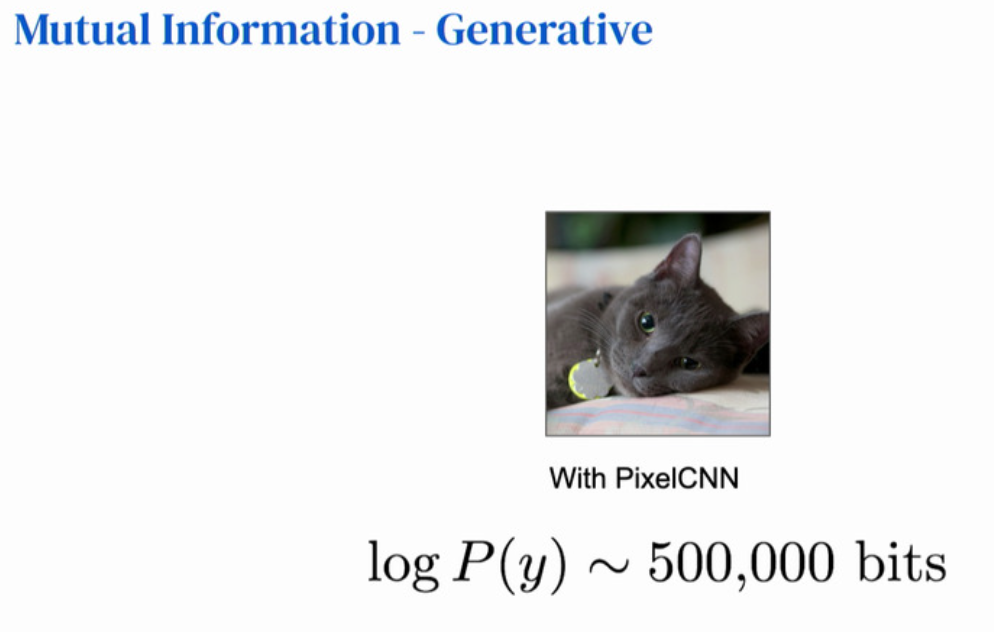 Mutual Information - Generative
With PixelCNN
log P(y) ∼ 500,000 bits